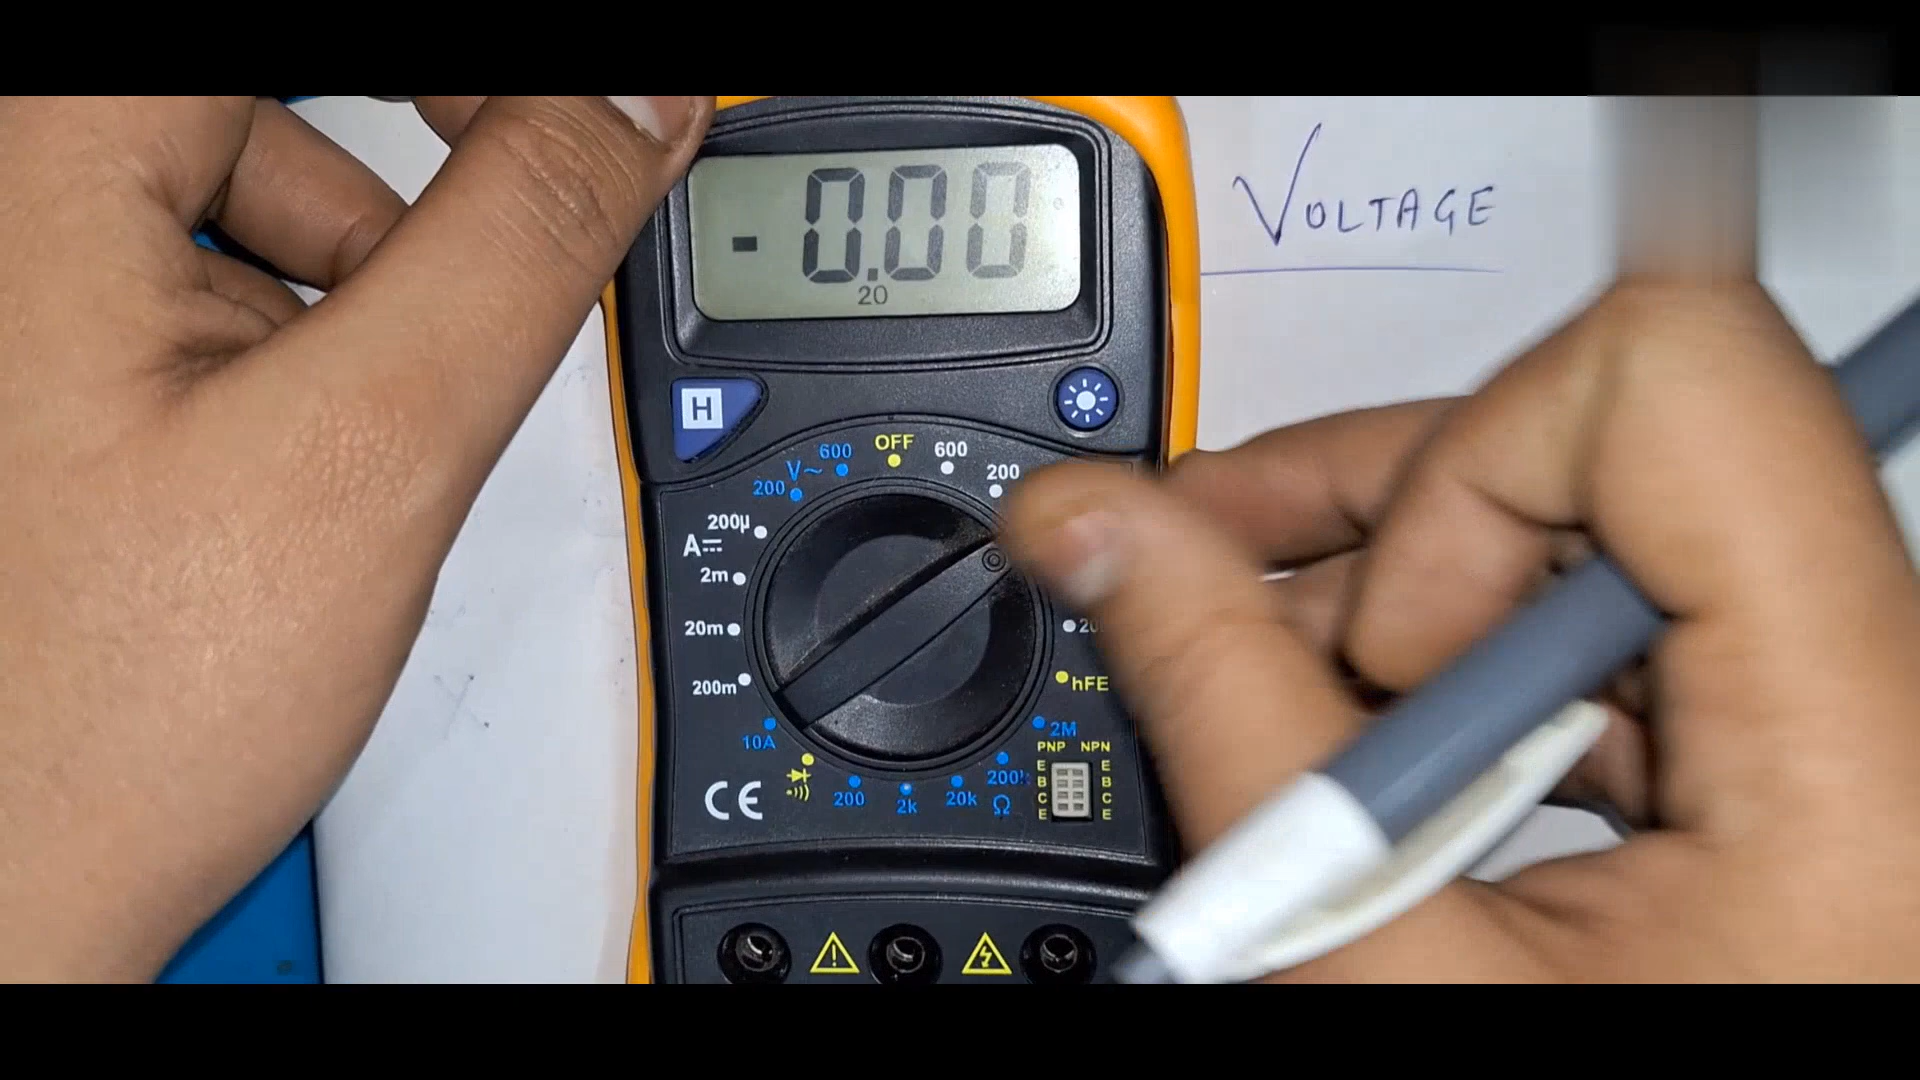 - 0.00
20
VOLTAGE
H
OFF
600
600
V~
200
200
200µ
A
2m
20m
200m
hFE
10A
2M
PNP NPN
E E
B B
C C
E E
200
2k
20k
Ω
CE